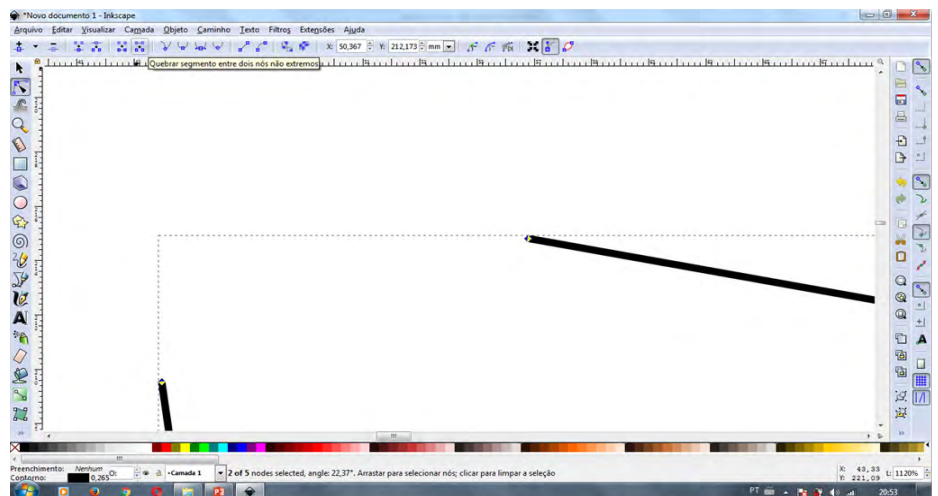 *Novo documento 1 - Inkscape
Arquivo Editar Visualizar Camada Objeto Caminho Texto Filtros Extensões Ajuda
X: 50,367 Y: 212,173 mm
Quebrar segmento entre dois nós não extremos
Preenchimento: Nenhum
Contorno: 0,265 O:
•Camada 1
2 of 5 nodes selected, angle: 22,37°. Arrastar para selecionar nós; clicar para limpar a seleção
X: 43,33
Y: 221,09
1120%
PT
20:53